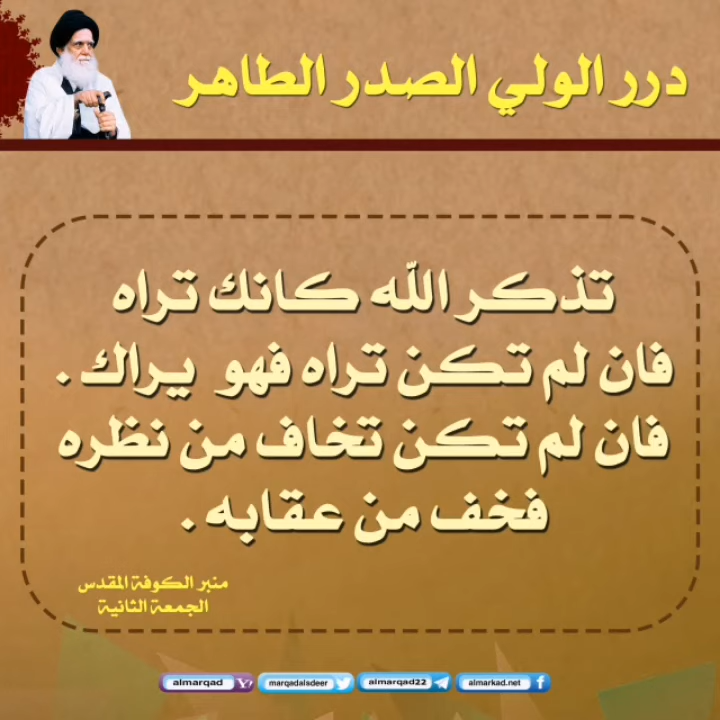 درر الولي الصدر الطاهر
تذكر الله كانك تراه
فان لم تكن تراه فهو يراك .
فان لم تكن تخاف من نظره
فخف من عقابه .
منبر الكوفة المقدس
الجمعة الثانية
almarqad
marqadalsdeer
almarqad22
almarkad.net